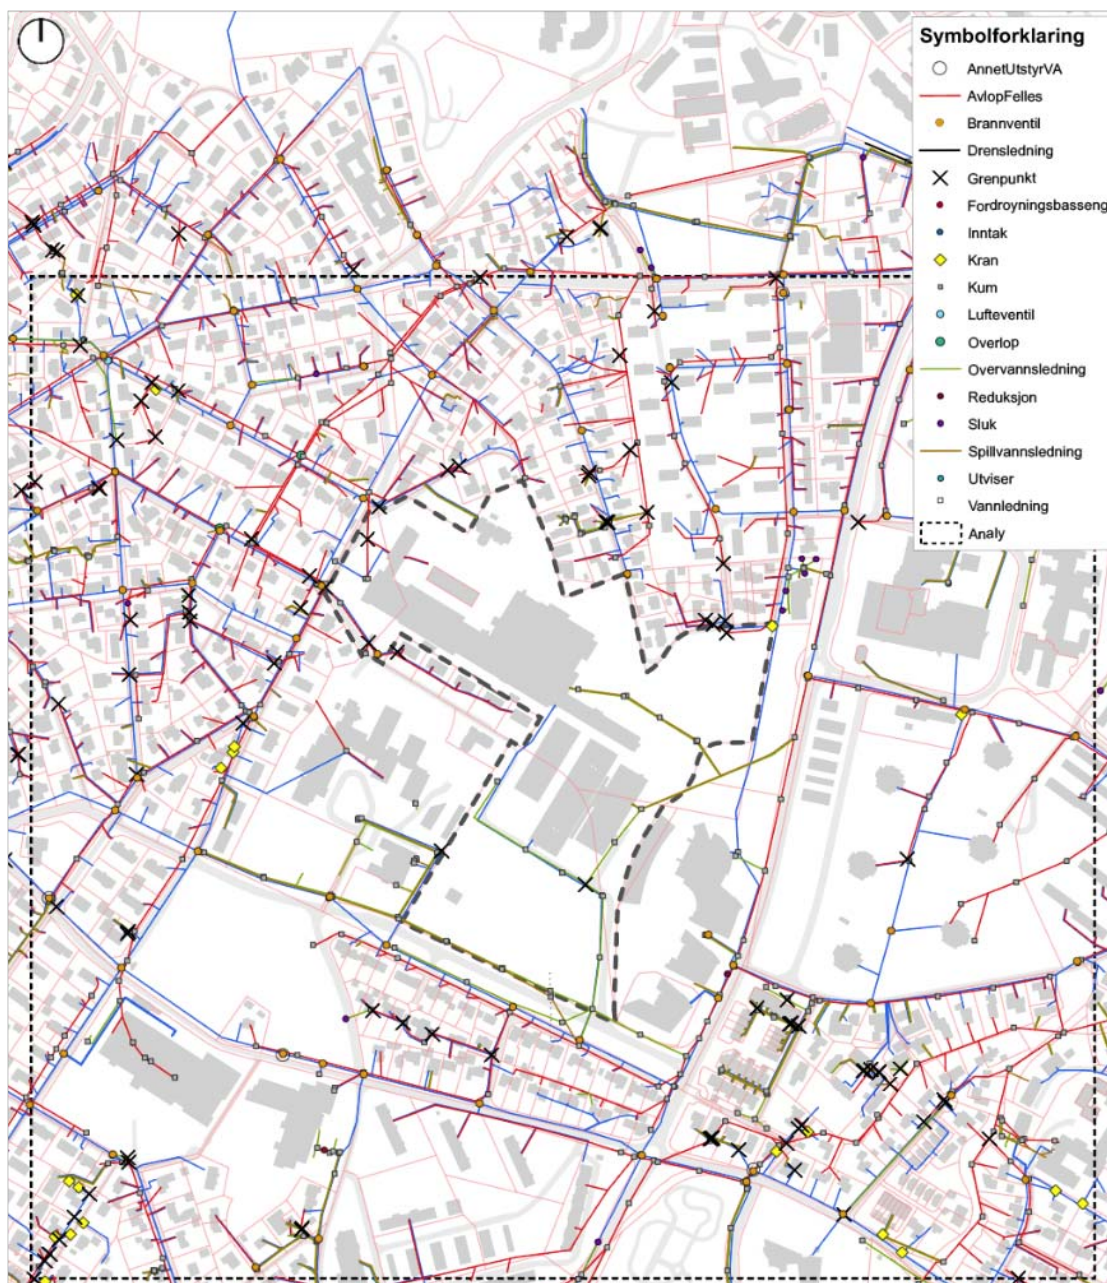 Symbolforklaring
AnnetUtstyrVA
AvlopFelles
Brannventil
Drensledning
Grenpunkt
Fordroyningsbasseng
Inntak
Kran
Kum
Lufteventil
Overlop
Overvannsledning
Reduksjon
Sluk
Spillvannsledning
Utviser
Vannledning
Analy